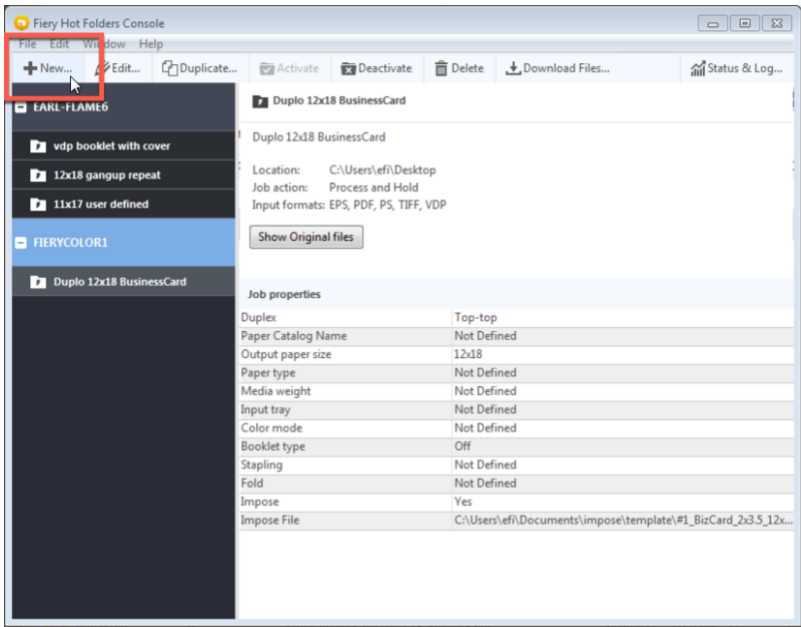 Fiery Hot Folders Console
File Edit Window Help
New... Edit... Duplicate... Activate Deactivate Delete Download Files... Status & Log...
EARL-FLAME6
vdp booklet with cover
12x18 gangup repeat
11x17 user defined
FIERYCOLOR1
Duplo 12x18 BusinessCard
Duplo 12x18 BusinessCard
Duplo 12x18 BusinessCard
Location: C:\Users\efi\Desktop
Job action: Process and Hold
Input formats: EPS, PDF, PS, TIFF, VDP
Show Original files
Job properties
Duplex Top-top
Paper Catalog Name Not Defined
Output paper size 12x18
Paper type Not Defined
Media weight Not Defined
Input tray Not Defined
Color mode Not Defined
Booklet type Off
Stapling Not Defined
Fold Not Defined
Impose Yes
Impose File C:\Users\efi\Documents\impose\template\#1_BizCard_2x3.5_12x...